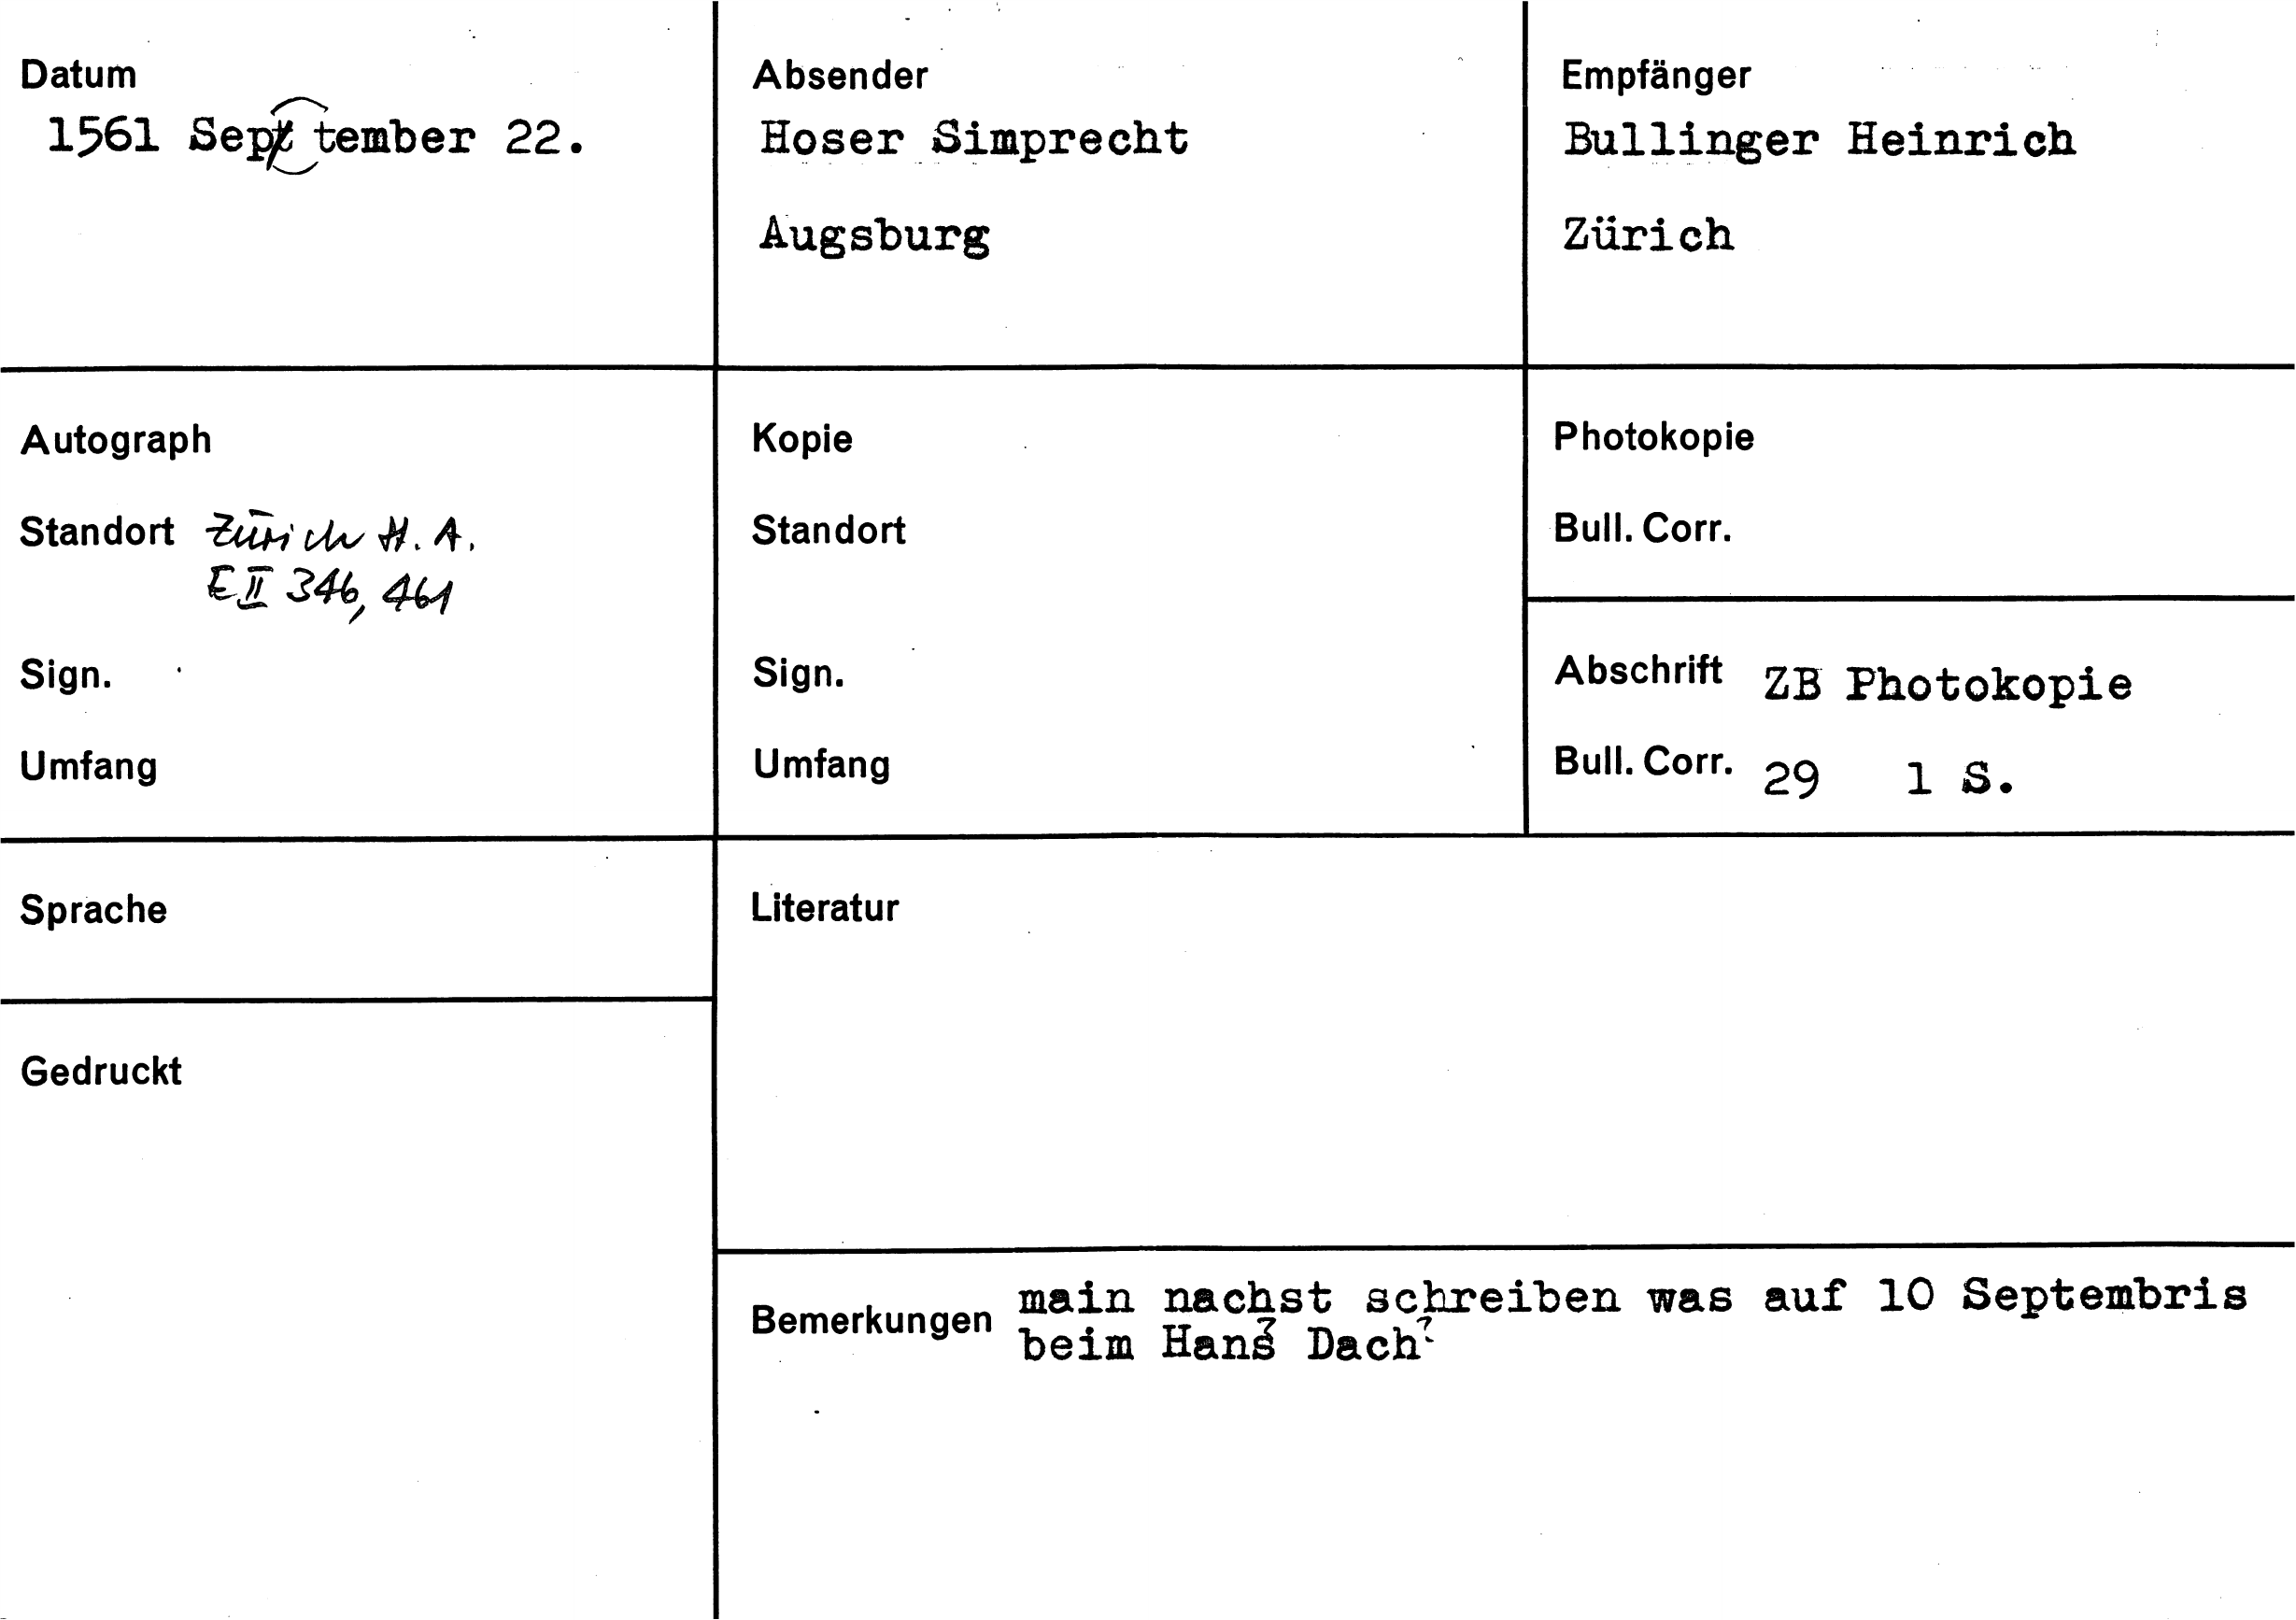 Datum
1561 September 22.
Absender
Hoser Simprecht
Augsburg
Empfänger
Bullinger Heinrich
Zürich
Autograph
Standort Zürich H. A.
E II 346, 461
Sign.
Umfang
Kopie
Standort
Sign.
Umfang
Photokopie
Bull. Corr.
Abschrift ZB Photokopie
Bull. Corr. 29 1 S.
Sprache
Gedruckt
Literatur
Bemerkungen main nachst schreiben was auf 10 Septembris
beim Hans? Dach?